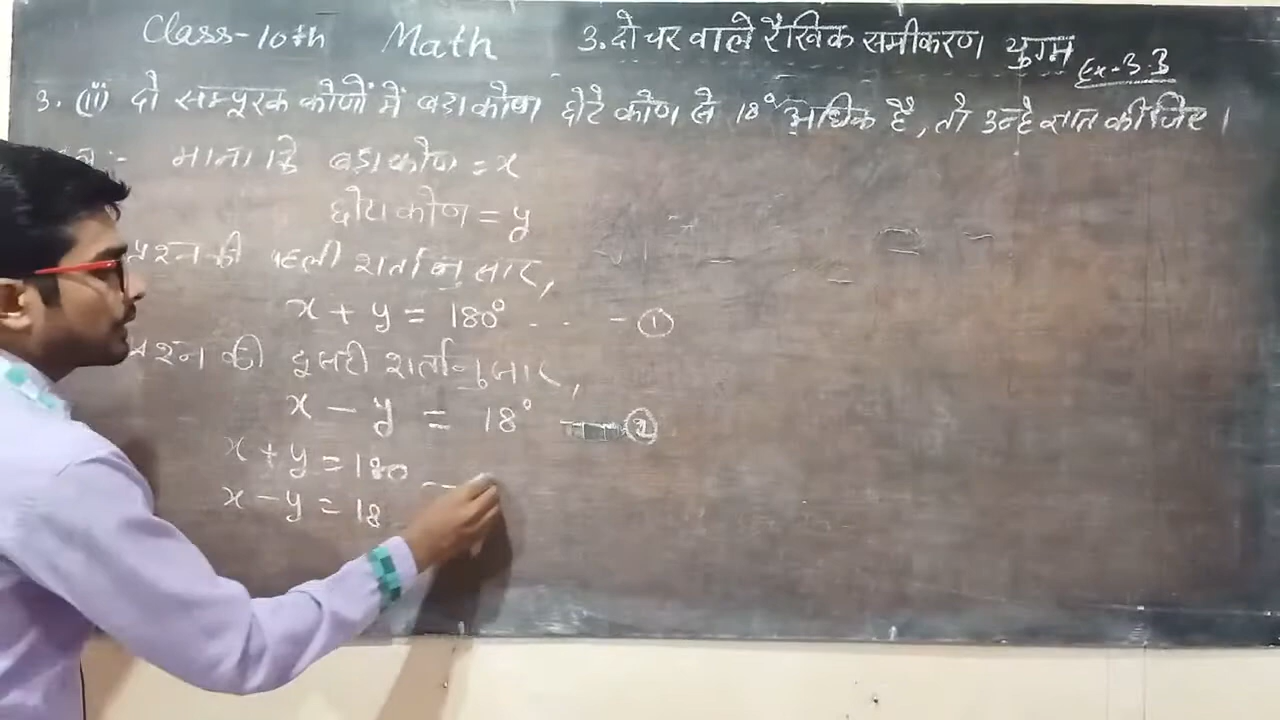 Class-10th Math 3. दो चर वाले रैखिक समीकरण युग्म
Ex-3.3
3. (ii) दो सम्पूरक कोणों में बड़ा कोण छोटे कोण से 18° अधिक है, तो उन्हे ज्ञात कीजिए।
माना कि बड़ा कोण = x
छोटा कोण = y
प्रश्न की पहली शर्तानुसार,
x + y = 180° . .. - ①
प्रश्न की दूसरी शर्तानुसार,
x - y = 18° ②
x + y = 180
x - y = 18